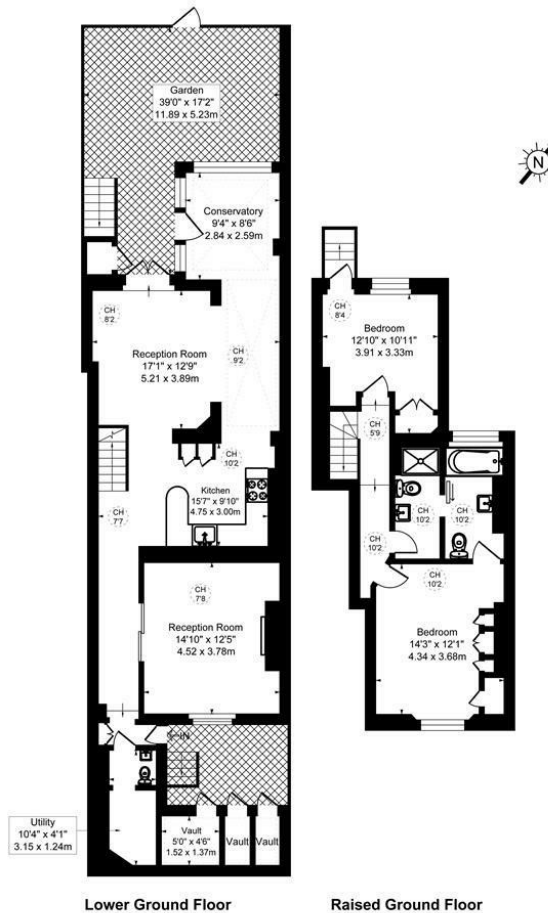 Garden
39'0" x 17'2"
11.89 x 5.23m
N
Conservatory
9'4" x 8'6"
2.84 x 2.59m
CH
8'2
CH
9'2
Reception Room
17'1" x 12'9"
5.21 x 3.89m
CH
10'2
Kitchen
15'7" x 9'10"
4.75 x 3.00m
CH
7'7
CH
7'8
Reception Room
14'10" x 12'5"
4.52 x 3.78m
IN
Utility
10'4" x 4'1"
3.15 x 1.24m
Vault
5'0" x 4'6"
1.52 x 1.37m
Vault
Vault
Lower Ground Floor
CH
8'4
Bedroom
12'10" x 10'11"
3.91 x 3.33m
CH
5'9
CH
10'2
CH
10'2
CH
10'2
CH
10'2
Bedroom
14'3" x 12'1"
4.34 x 3.68m
Raised Ground Floor